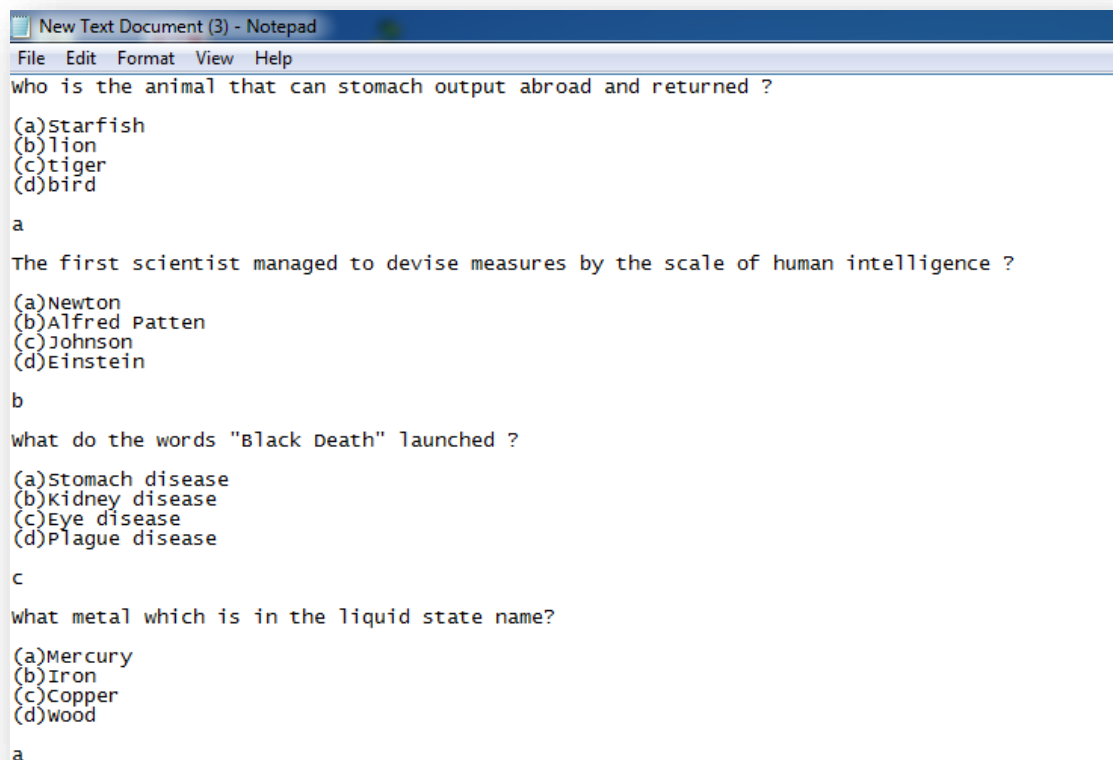 New Text Document (3) - Notepad
File Edit Format View Help
Who is the animal that can stomach output abroad and returned ?
(a)Starfish
(b)lion
(c)tiger
(d)bird
a
The first scientist managed to devise measures by the scale of human intelligence ?
(a)Newton
(b)Alfred Patten
(c)Johnson
(d)Einstein
b
What do the words "Black Death" launched ?
(a)Stomach disease
(b)Kidney disease
(c)Eye disease
(d)Plague disease
c
What metal which is in the liquid state name?
(a)Mercury
(b)Iron
(c)Copper
(d)Wood
a